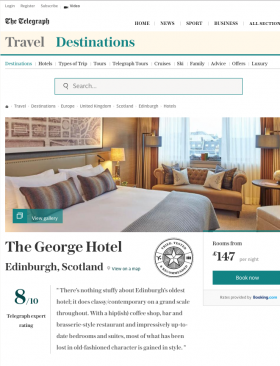 Login Register Subscribe Video
The Telegraph
HOME NEWS SPORT BUSINESS ALL SECTION
Travel Destinations
Destinations Hotels Types of Trip Tours Telegraph Tours Cruises Ski Family Advice Offers Luxury
Search...
Travel Destinations Europe United Kingdom Scotland Edinburgh Hotels
View gallery
The George Hotel
Edinburgh, Scotland View on a map
8/10
Telegraph expert rating
" There's nothing stuffy about Edinburgh's oldest
hotel; it does classy/contemporary on a grand scale
throughout. With a hip(ish) coffee shop, bar and
brasserie-style restaurant and impressively up-to-
date bedrooms and suites, most of what has been
lost in old-fashioned character is gained in style. "
Rooms from
£147 per night
Book now
Rates provided by Booking.com